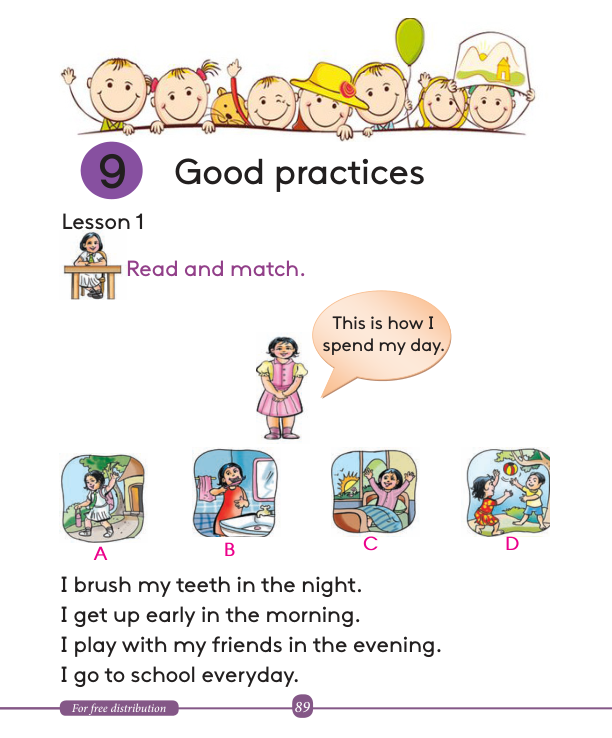 9 Good practices
Lesson 1
Read and match.
This is how I
spend my day.
A B C D
I brush my teeth in the night.
I get up early in the morning.
I play with my friends in the evening.
I go to school everyday.
For free distribution 89